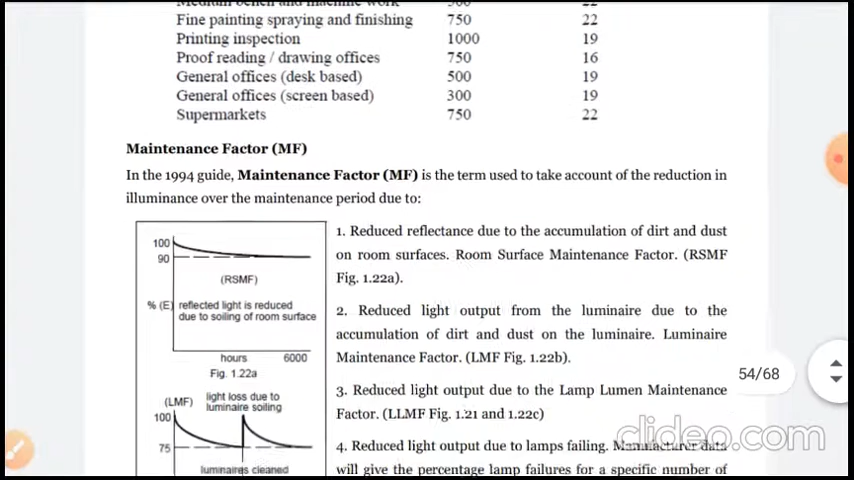 Medium bench and machine work 500 22
Fine painting spraying and finishing 750 22
Printing inspection 1000 19
Proof reading / drawing offices 750 16
General offices (desk based) 500 19
General offices (screen based) 300 19
Supermarkets 750 22
Maintenance Factor (MF)
In the 1994 guide, Maintenance Factor (MF) is the term used to take account of the reduction in
illuminance over the maintenance period due to:
100
90
(RSMF)
% (E) reflected light is reduced
due to soiling of room surface
hours 6000
Fig. 1.22a
(LMF) light loss due to
luminaire soiling
100
75
luminaires cleaned
1. Reduced reflectance due to the accumulation of dirt and dust
on room surfaces. Room Surface Maintenance Factor. (RSMF
Fig. 1.22a).
2. Reduced light output from the luminaire due to the
accumulation of dirt and dust on the luminaire. Luminaire
Maintenance Factor. (LMF Fig. 1.22b).
3. Reduced light output due to the Lamp Lumen Maintenance
Factor. (LLMF Fig. 1.21 and 1.22c)
4. Reduced light output due to lamps failing. Manufacturer data
will give the percentage lamp failures for a specific number of
54/68
clideo.com